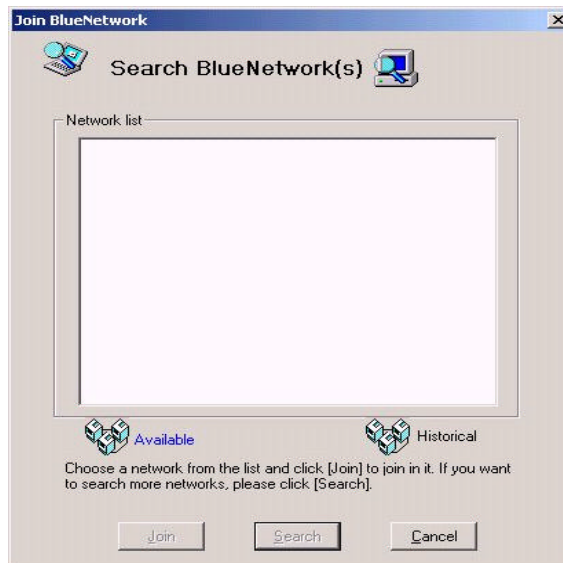 Join BlueNetwork
Search BlueNetwork(s)
Network list
Available
Historical
Choose a network from the list and click [Join] to join in it. If you want
to search more networks, please click [Search].
Join
Search
Cancel